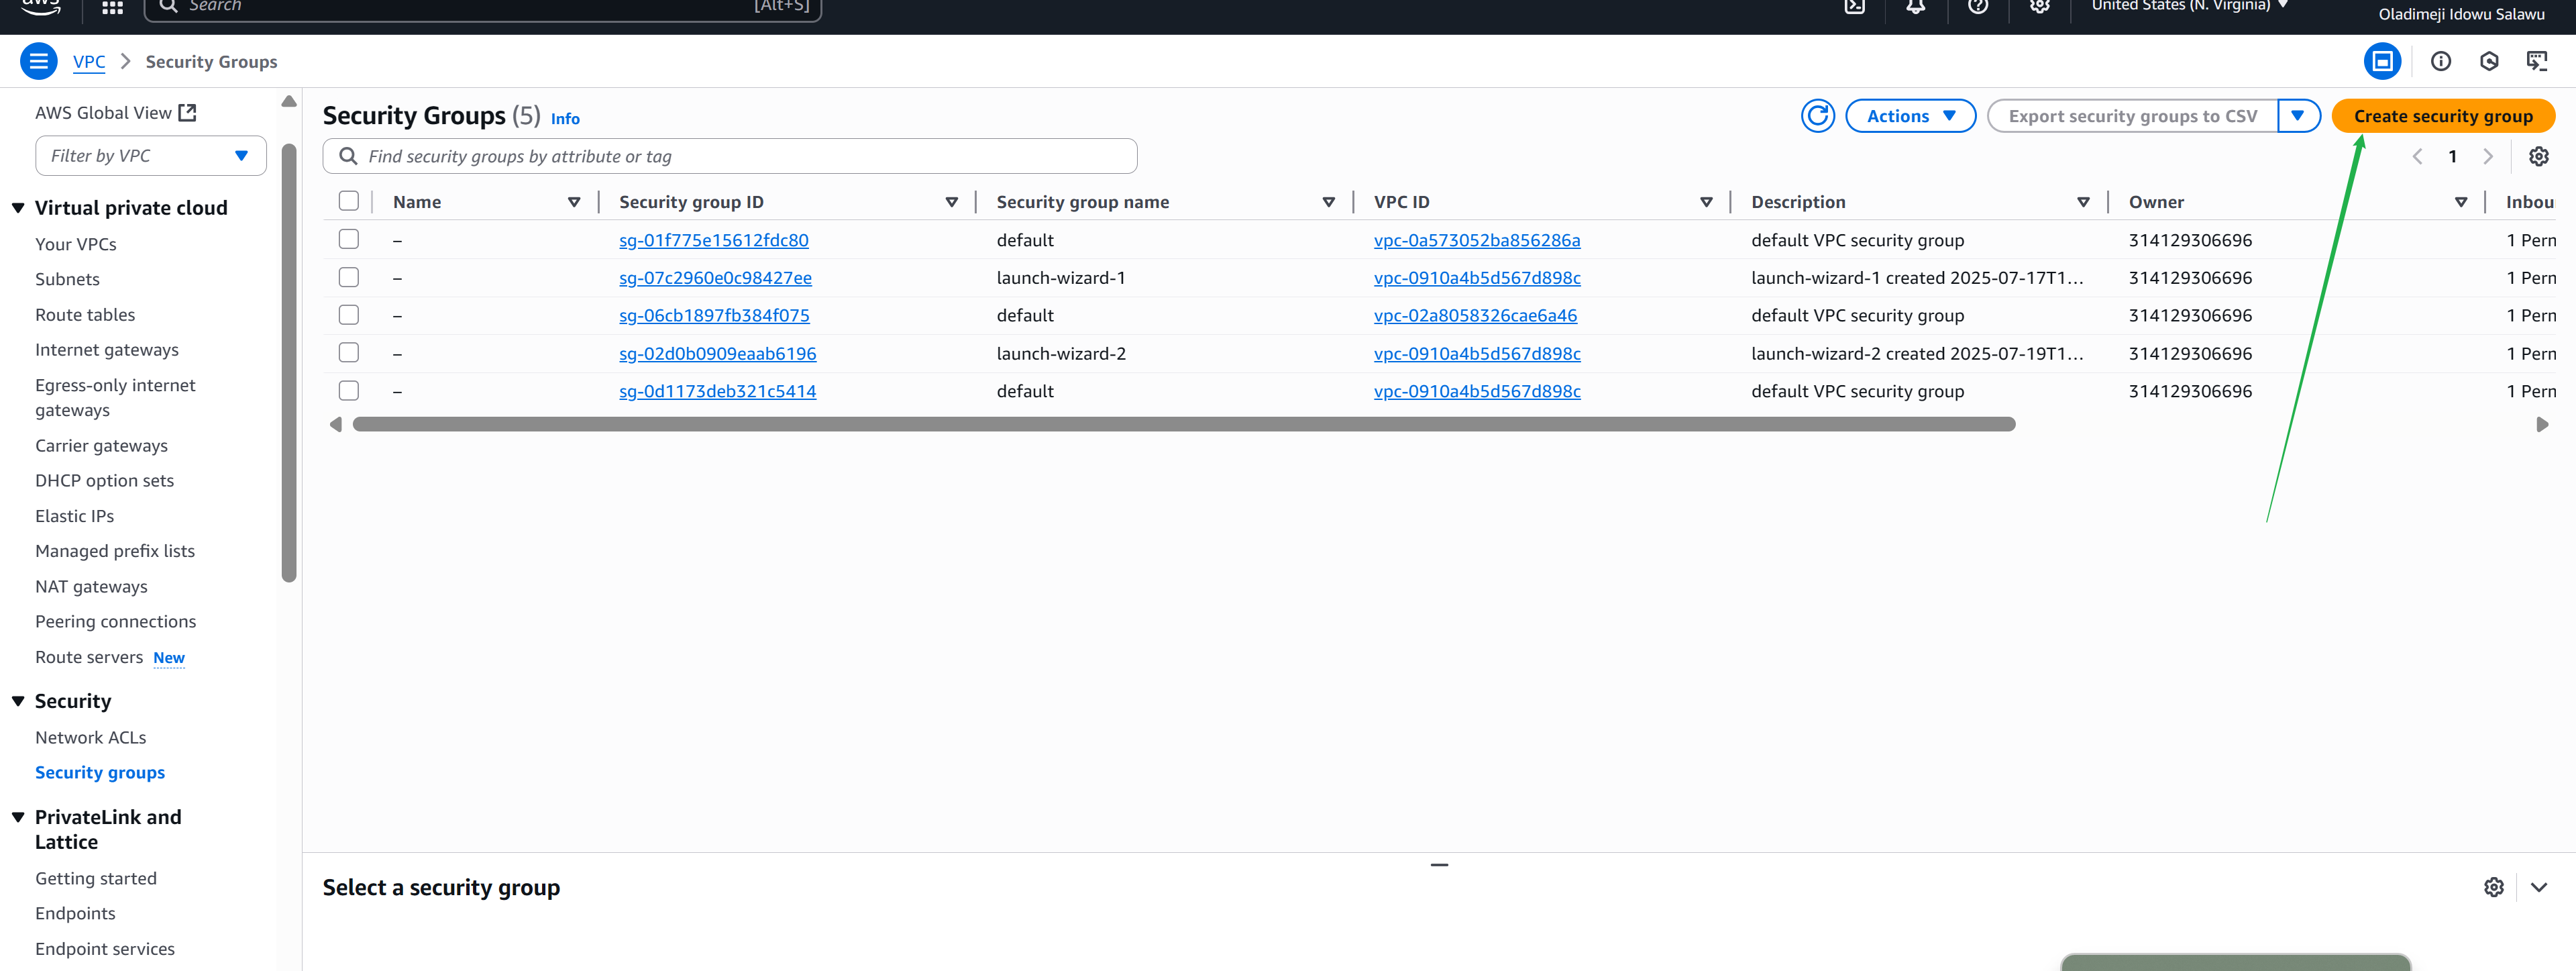 aws
Search [Alt+S]
United States (N. Virginia)
Oladimeji Idowu Salawu
VPC Security Groups
AWS Global View
Filter by VPC
Virtual private cloud
Your VPCs
Subnets
Route tables
Internet gateways
Egress-only internet
gateways
Carrier gateways
DHCP option sets
Elastic IPs
Managed prefix lists
NAT gateways
Peering connections
Route servers New
Security
Network ACLs
Security groups
PrivateLink and
Lattice
Getting started
Endpoints
Endpoint services
Security Groups (5) Info
Actions
Export security groups to CSV
Create security group
Find security groups by attribute or tag
1
Name Security group ID Security group name VPC ID Description Owner Inbou
– sg-01f775e15612fdc80 default vpc-0a573052ba856286a default VPC security group 314129306696 1 Perm
– sg-07c2960e0c98427ee launch-wizard-1 vpc-0910a4b5d567d898c launch-wizard-1 created 2025-07-17T1... 314129306696 1 Perm
– sg-06cb1897fb384f075 default vpc-02a8058326cae6a46 default VPC security group 314129306696 1 Perm
– sg-02d0b0909eaab6196 launch-wizard-2 vpc-0910a4b5d567d898c launch-wizard-2 created 2025-07-19T1... 314129306696 1 Perm
– sg-0d1173deb321c5414 default vpc-0910a4b5d567d898c default VPC security group 314129306696 1 Perm
Select a security group